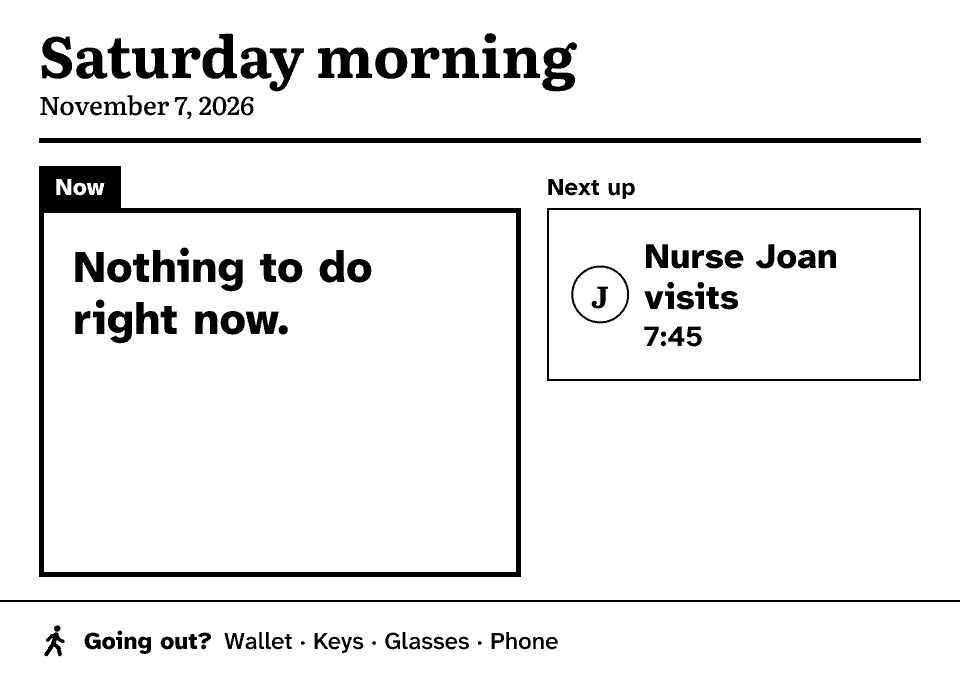 Saturday morning
November 7, 2026
Now
Nothing to do
right now.
Next up
J
Nurse Joan
visits
7:45
Going out? Wallet · Keys · Glasses · Phone